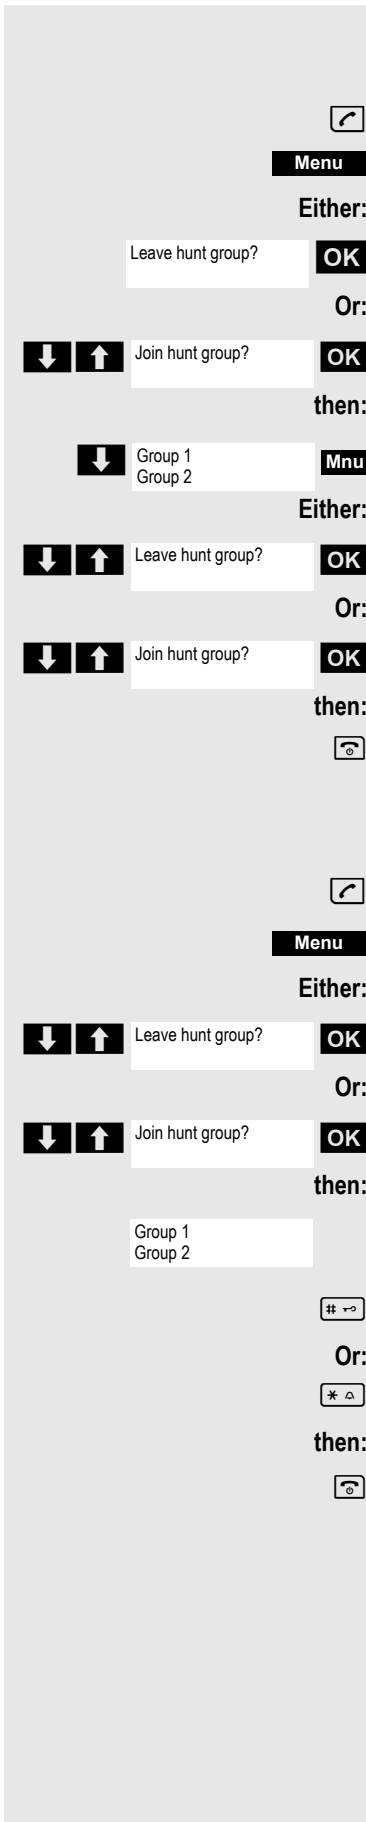 Menu
Either:
Leave hunt group? OK
Or:
Join hunt group? OK
then:
Group 1
Group 2 Mnu
Either:
Leave hunt group? OK
Or:
Join hunt group? OK
then:
Menu
Either:
Leave hunt group? OK
Or:
Join hunt group? OK
then:
Group 1
Group 2
#
Or:
*
then: